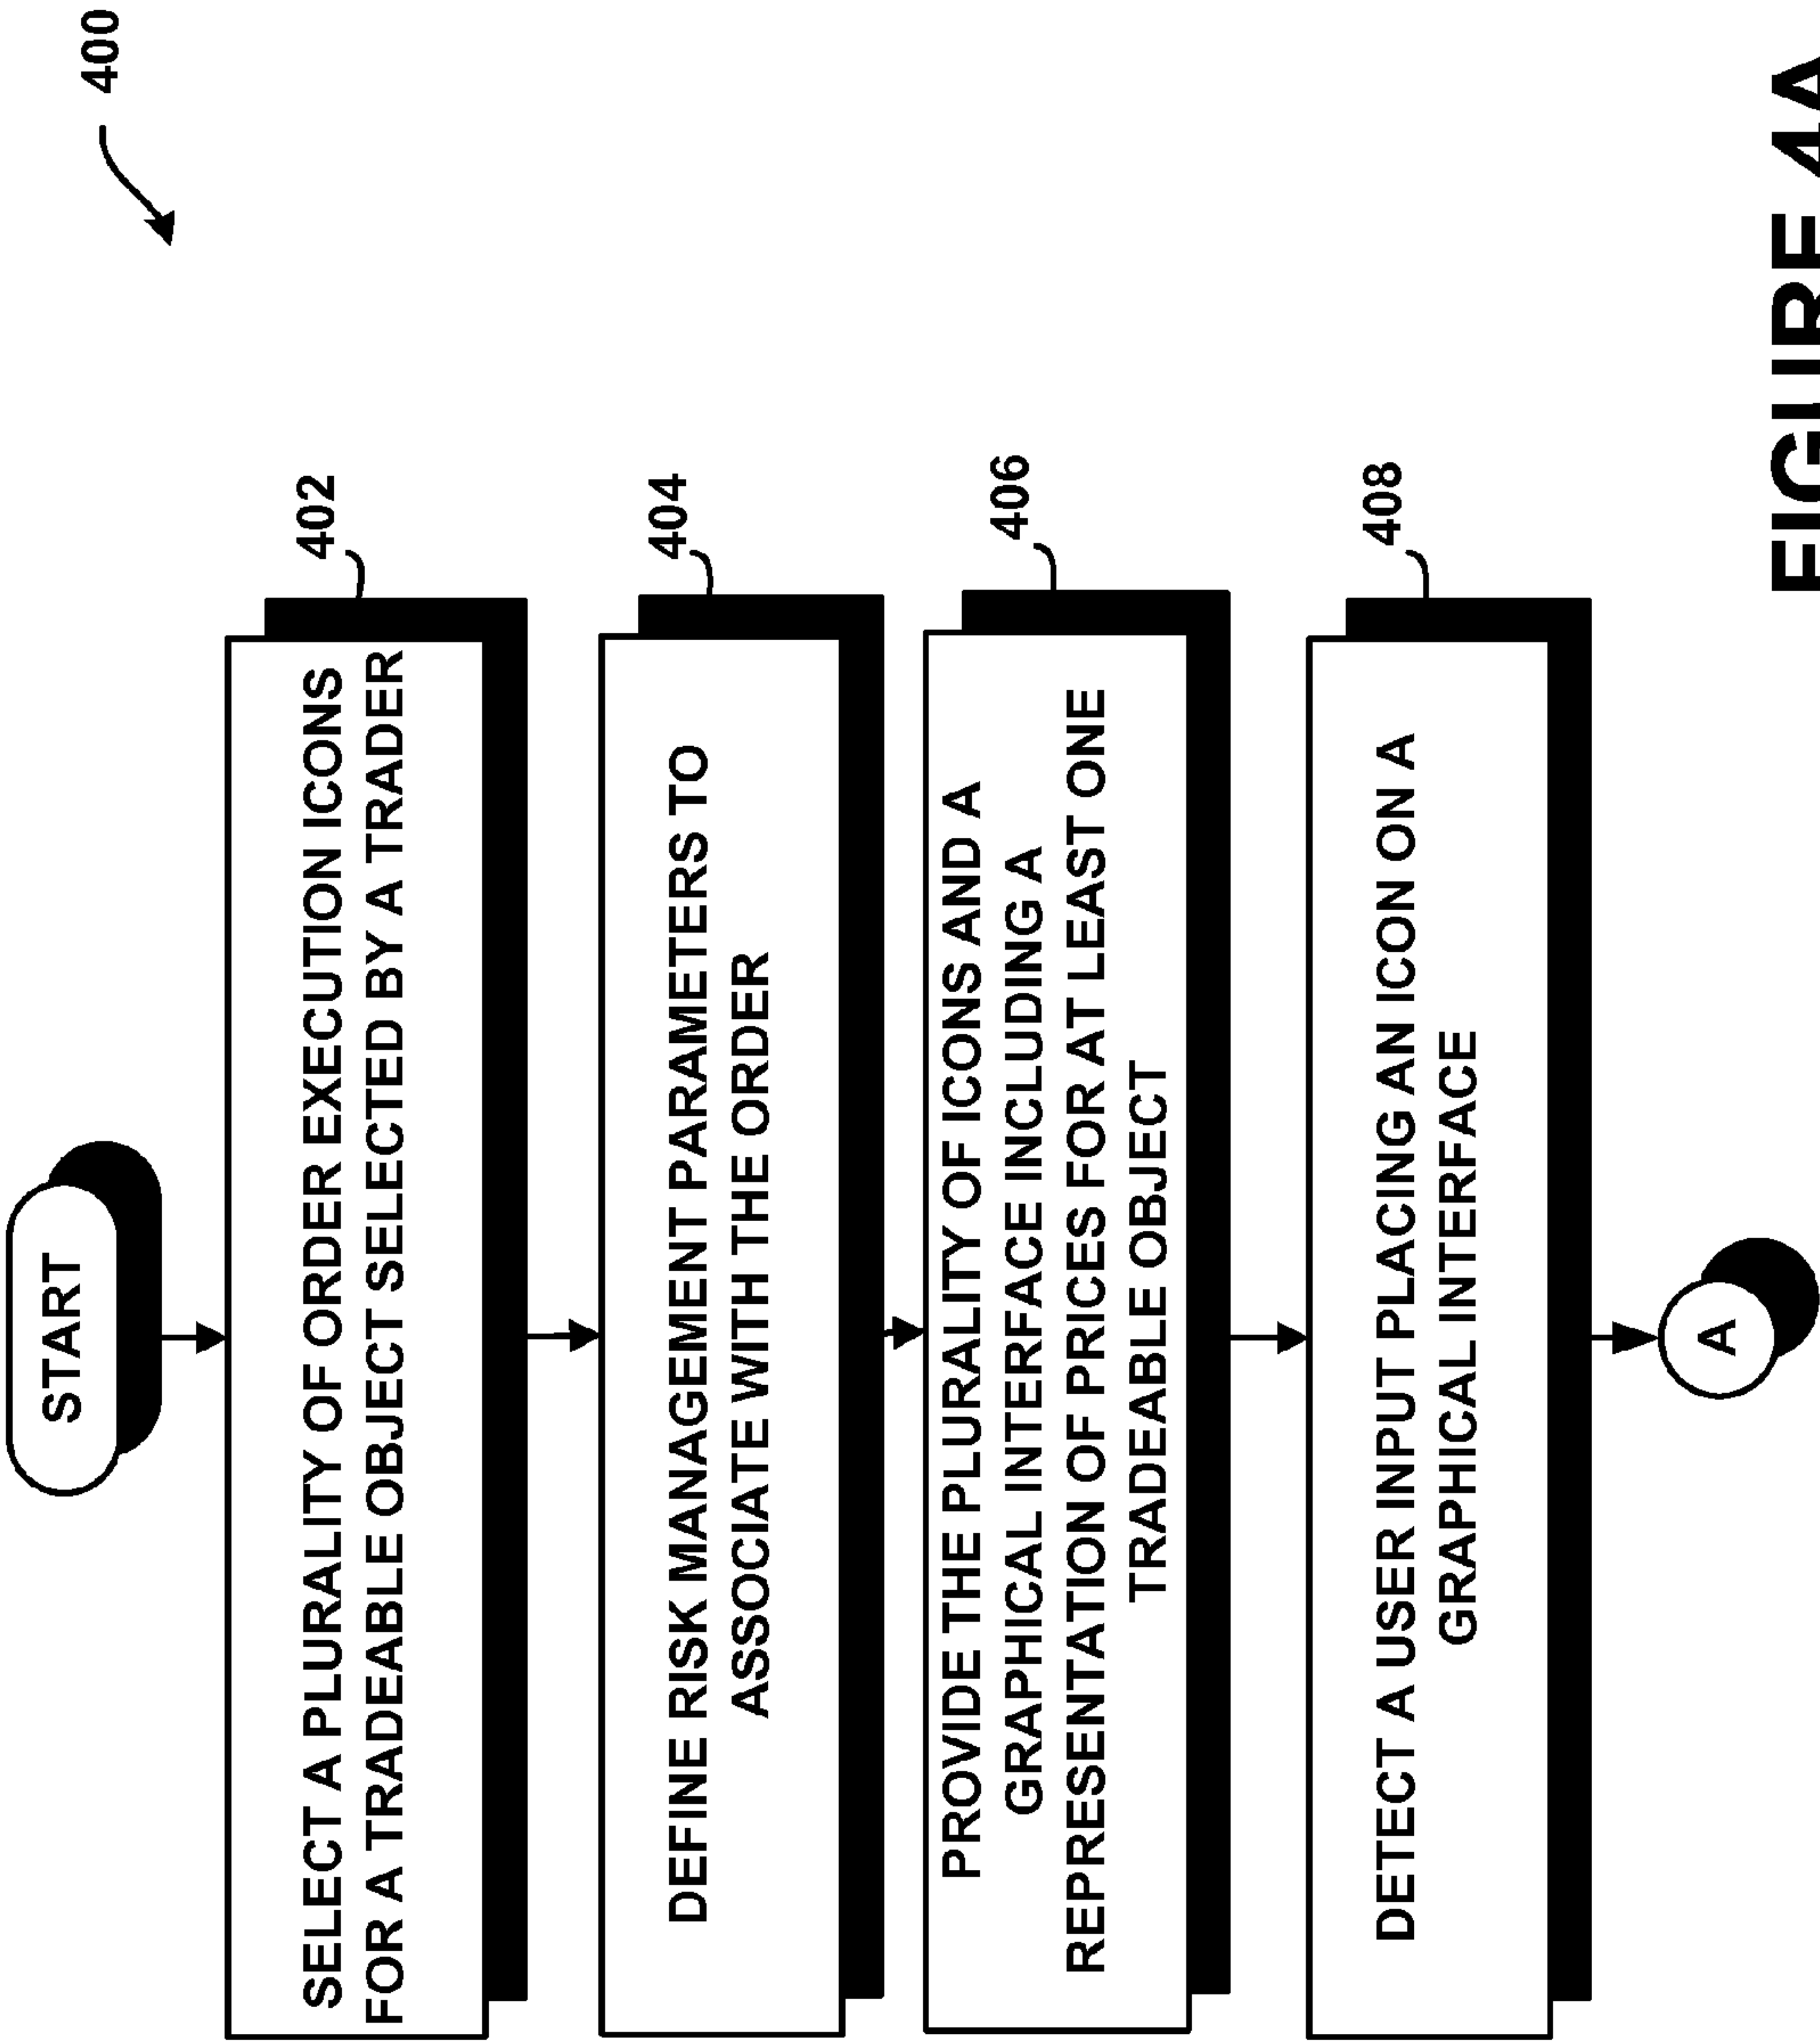 400
START
SELECT A PLURALITY OF ORDER EXECUTION ICONS
FOR A TRADEABLE OBJECT SELECTED BY A TRADER
402
DEFINE RISK MANAGEMENT PARAMETERS TO
ASSOCIATE WITH THE ORDER
404
PROVIDE THE PLURALITY OF ICONS AND A
GRAPHICAL INTERFACE INCLUDING A
REPRESENTATION OF PRICES FOR AT LEAST ONE
TRADEABLE OBJECT
406
DETECT A USER INPUT PLACING AN ICON ON A
GRAPHICAL INTERFACE
408
A
FIGURE 4A